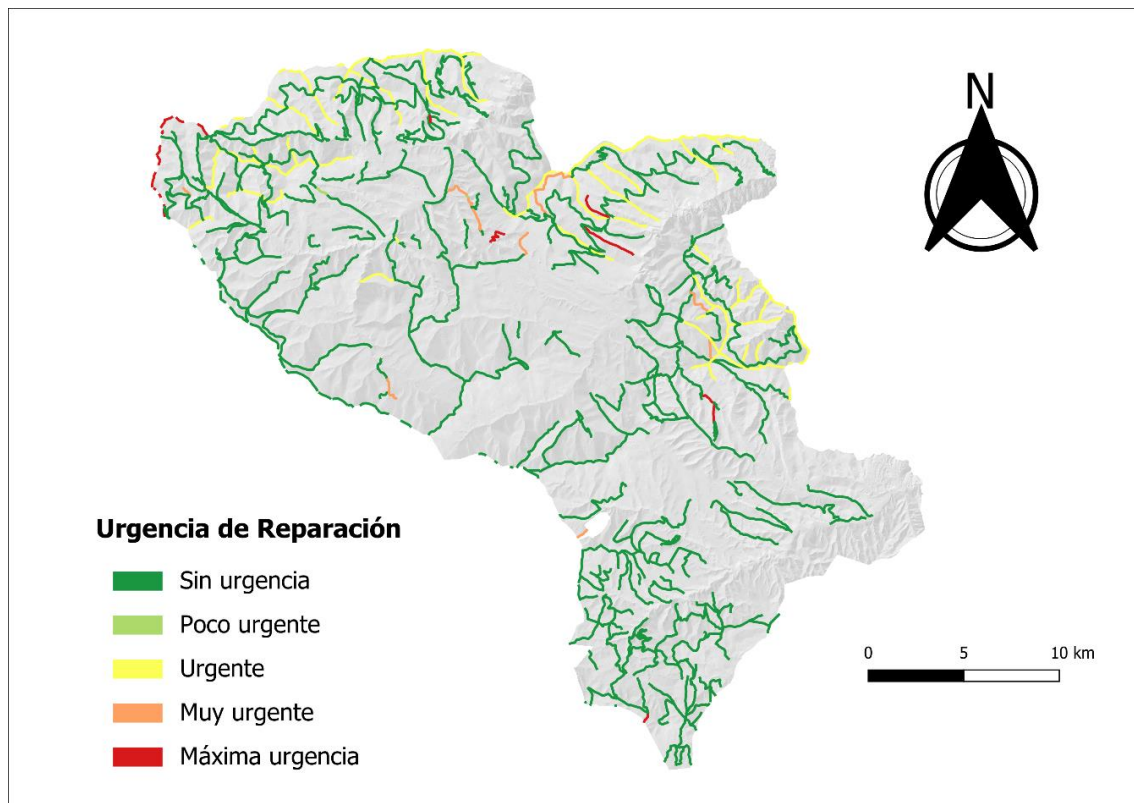 N
Urgencia de Reparación
Sin urgencia
Poco urgente
Urgente
Muy urgente
Máxima urgencia
0 5 10 km